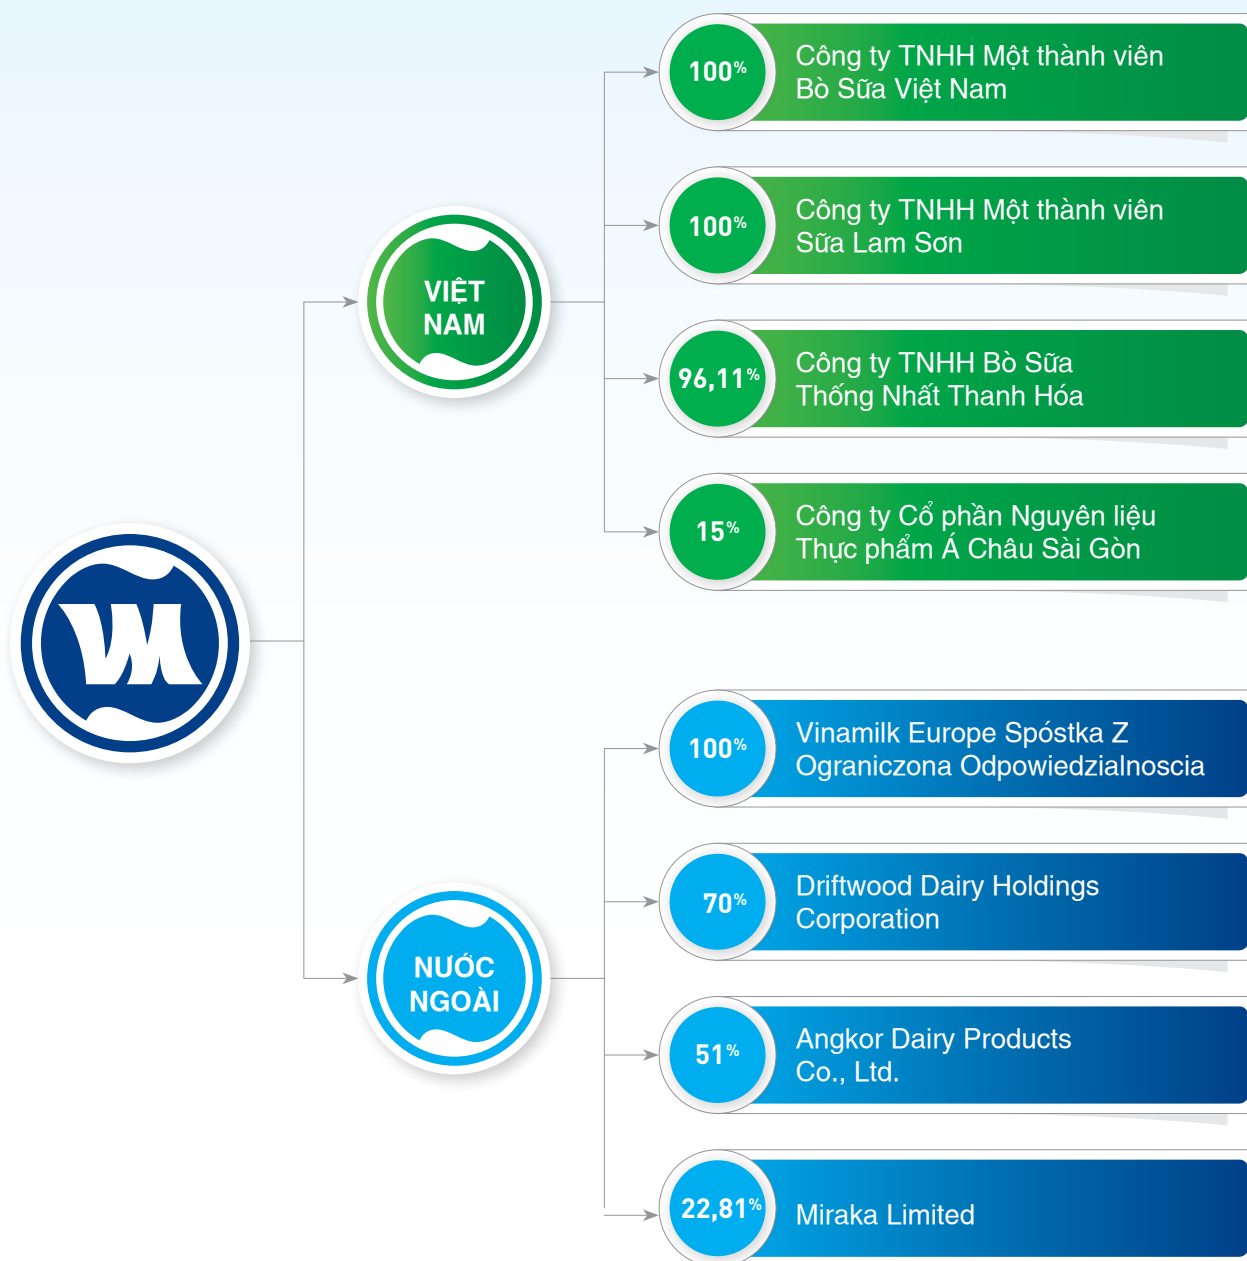 100%
Công ty TNHH Một thành viên
Bò Sữa Việt Nam
100%
Công ty TNHH Một thành viên
Sữa Lam Sơn
VIỆT
NAM
96,11%
Công ty TNHH Bò Sữa
Thống Nhất Thanh Hóa
15%
Công ty Cổ phần Nguyên liệu
Thực phẩm Á Châu Sài Gòn
VM
100%
Vinamilk Europe Spóstka Z
Ograniczona Odpowiedzialnoscia
70%
Driftwood Dairy Holdings
Corporation
NƯỚC
NGOÀI
51%
Angkor Dairy Products
Co., Ltd.
22,81%
Miraka Limited